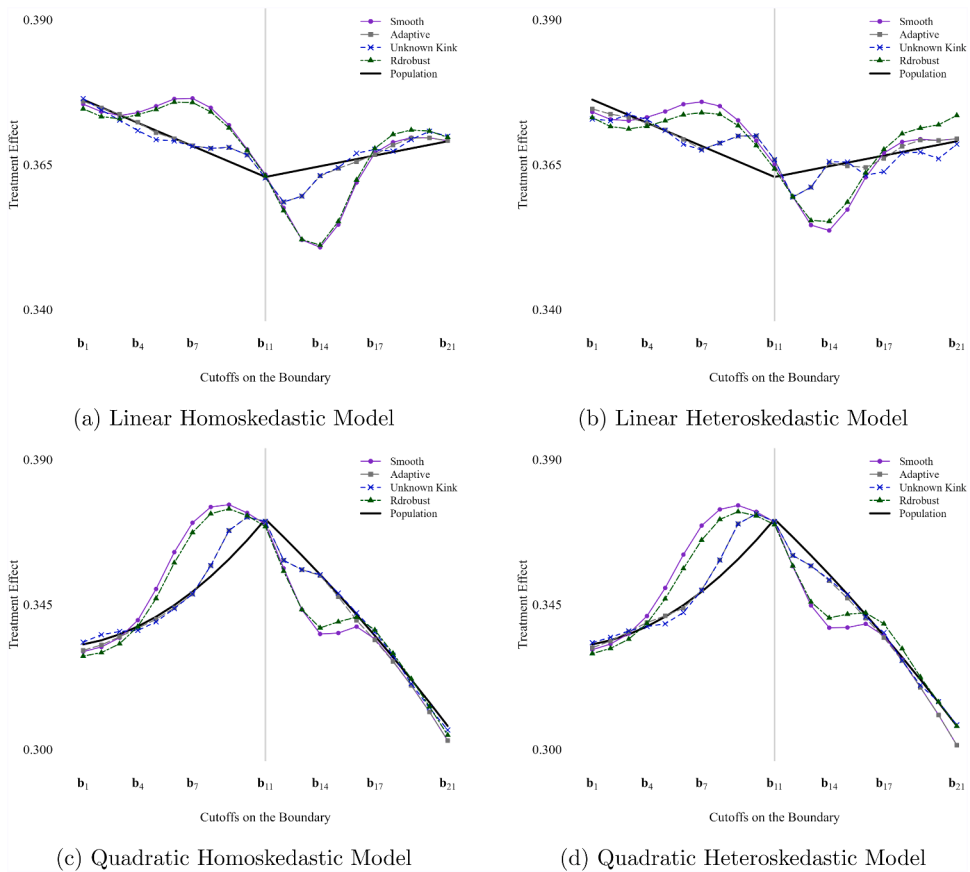 0.390
Smooth
Adaptive
Unknown Kink
Rdrobust
Population
0.365
Treatment Effect
0.340
b1 b4 b7 b11 b14 b17 b21
Cutoffs on the Boundary
(a) Linear Homoskedastic Model
0.390
Smooth
Adaptive
Unknown Kink
Rdrobust
Population
0.365
Treatment Effect
0.340
b1 b4 b7 b11 b14 b17 b21
Cutoffs on the Boundary
(b) Linear Heteroskedastic Model
0.390
Smooth
Adaptive
Unknown Kink
Rdrobust
Population
0.345
Treatment Effect
0.300
b1 b4 b7 b11 b14 b17 b21
Cutoffs on the Boundary
(c) Quadratic Homoskedastic Model
0.390
Smooth
Adaptive
Unknown Kink
Rdrobust
Population
0.345
Treatment Effect
0.300
b1 b4 b7 b11 b14 b17 b21
Cutoffs on the Boundary
(d) Quadratic Heteroskedastic Model